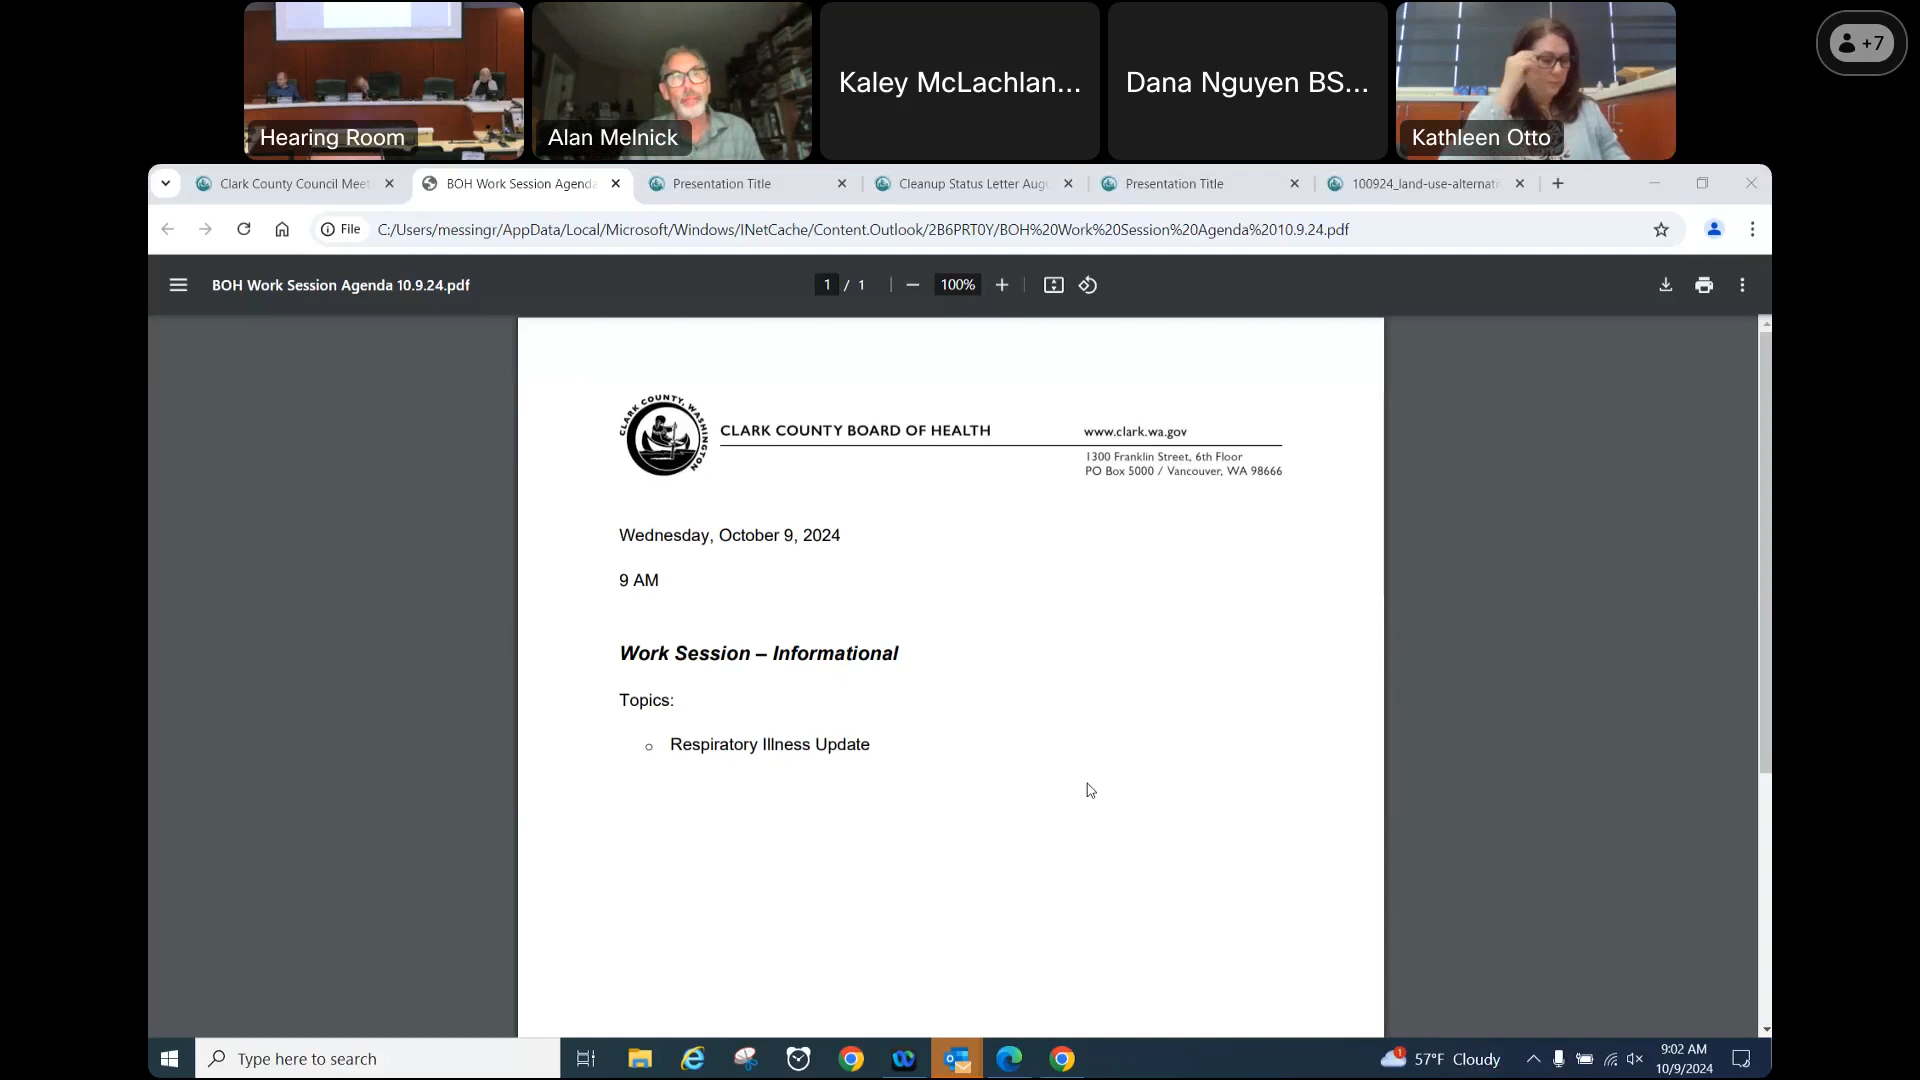 Hearing Room
Alan Melnick
Kaley McLachlan...
Dana Nguyen BS...
Kathleen Otto
+7
Clark County Council Meet
BOH Work Session Agenda
Presentation Title
Cleanup Status Letter Aug
Presentation Title
100924_land-use-alternati
File
C:/Users/messingr/AppData/Local/Microsoft/Windows/INetCache/Content.Outlook/2B6PRT0Y/BOH%20Work%20Session%20Agenda%2010.9.24.pdf
BOH Work Session Agenda 10.9.24.pdf
1 / 1
100%
CLARK COUNTY, WASHINGTON
CLARK COUNTY BOARD OF HEALTH
www.clark.wa.gov
1300 Franklin Street, 6th Floor
PO Box 5000 / Vancouver, WA 98666
Wednesday, October 9, 2024
9 AM
Work Session – Informational
Topics:
o Respiratory Illness Update
Type here to search
1
57°F Cloudy
9:02 AM
10/9/2024